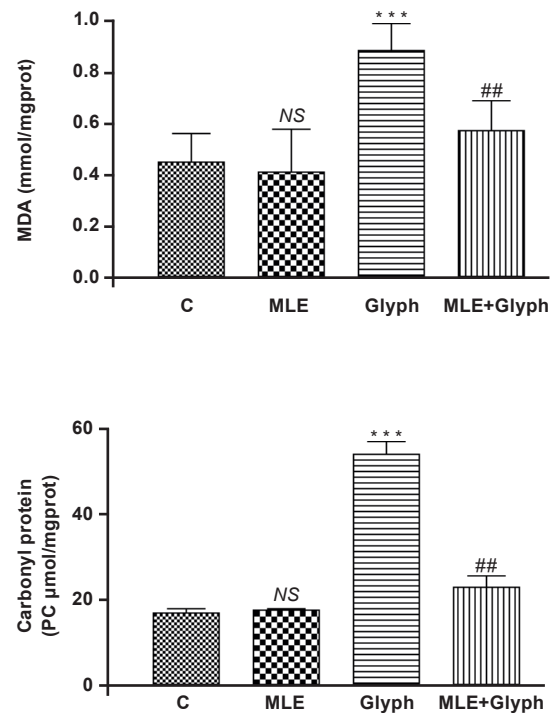 1.0
0.8
0.6
0.4
0.2
0.0
MDA (mmol/mgprot)
NS
***
##
C MLE Glyph MLE+Glyph
60
40
20
0
Carbonyl protein
(PC µmol/mgprot)
NS
***
##
C MLE Glyph MLE+Glyph